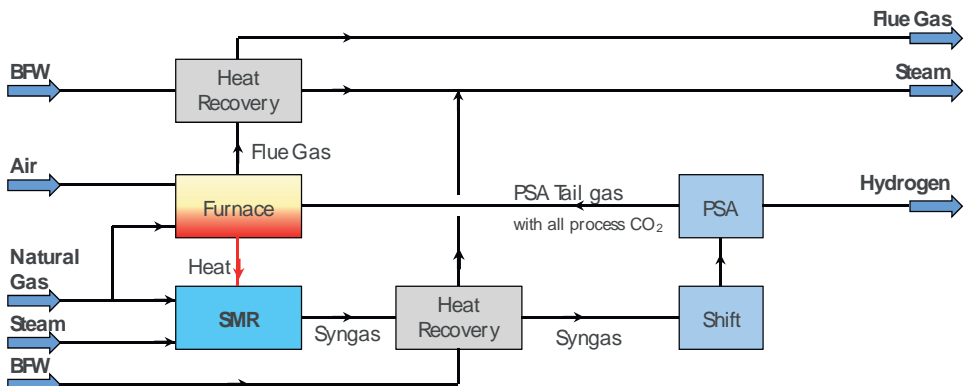 Flue Gas
BFW
Heat
Recovery
Steam
Flue Gas
Air
Furnace
PSA Tail gas
with all process CO₂
PSA
Hydrogen
Natural
Gas
Heat
Steam
SMR
Syngas
Heat
Recovery
Syngas
Shift
BFW